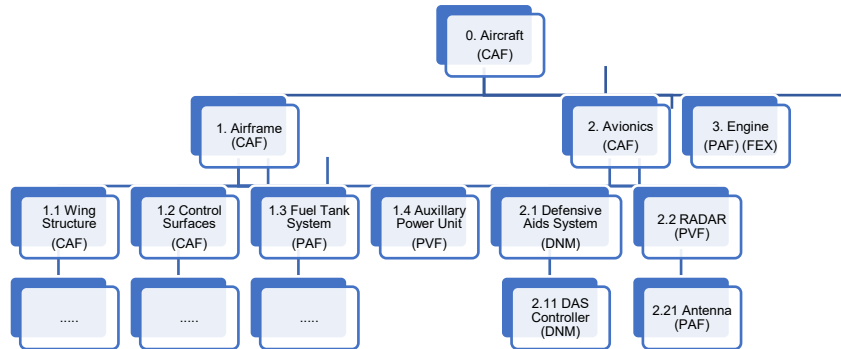 0. Aircraft
(CAF)
1. Airframe
(CAF)
2. Avionics
(CAF)
3. Engine
(PAF) (FEX)
1.1 Wing
Structure
(CAF)
1.2 Control
Surfaces
(CAF)
1.3 Fuel Tank
System
(PAF)
1.4 Auxillary
Power Unit
(PVF)
2.1 Defensive
Aids System
(DNM)
2.2 RADAR
(PVF)
.....
.....
.....
2.11 DAS
Controller
(DNM)
2.21 Antenna
(PAF)